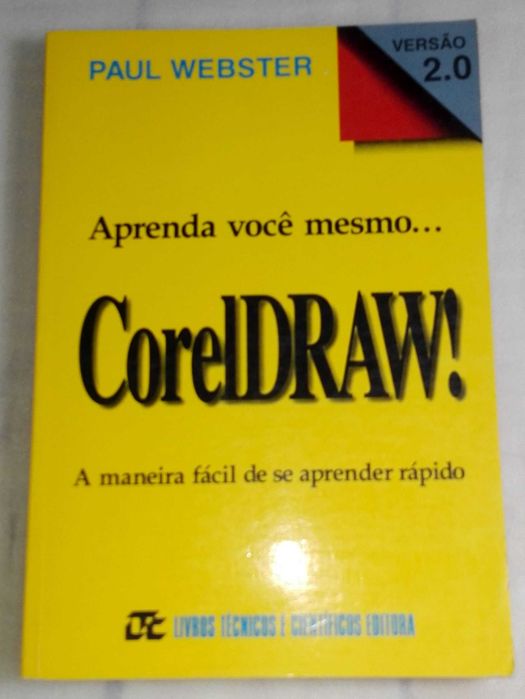 PAUL WEBSTER
VERSÃO
2.0
Aprenda você mesmo...
CorelDRAW!
A maneira fácil de se aprender rápido
LTC LIVROS TÉCNICOS E CIENTÍFICOS EDITORA